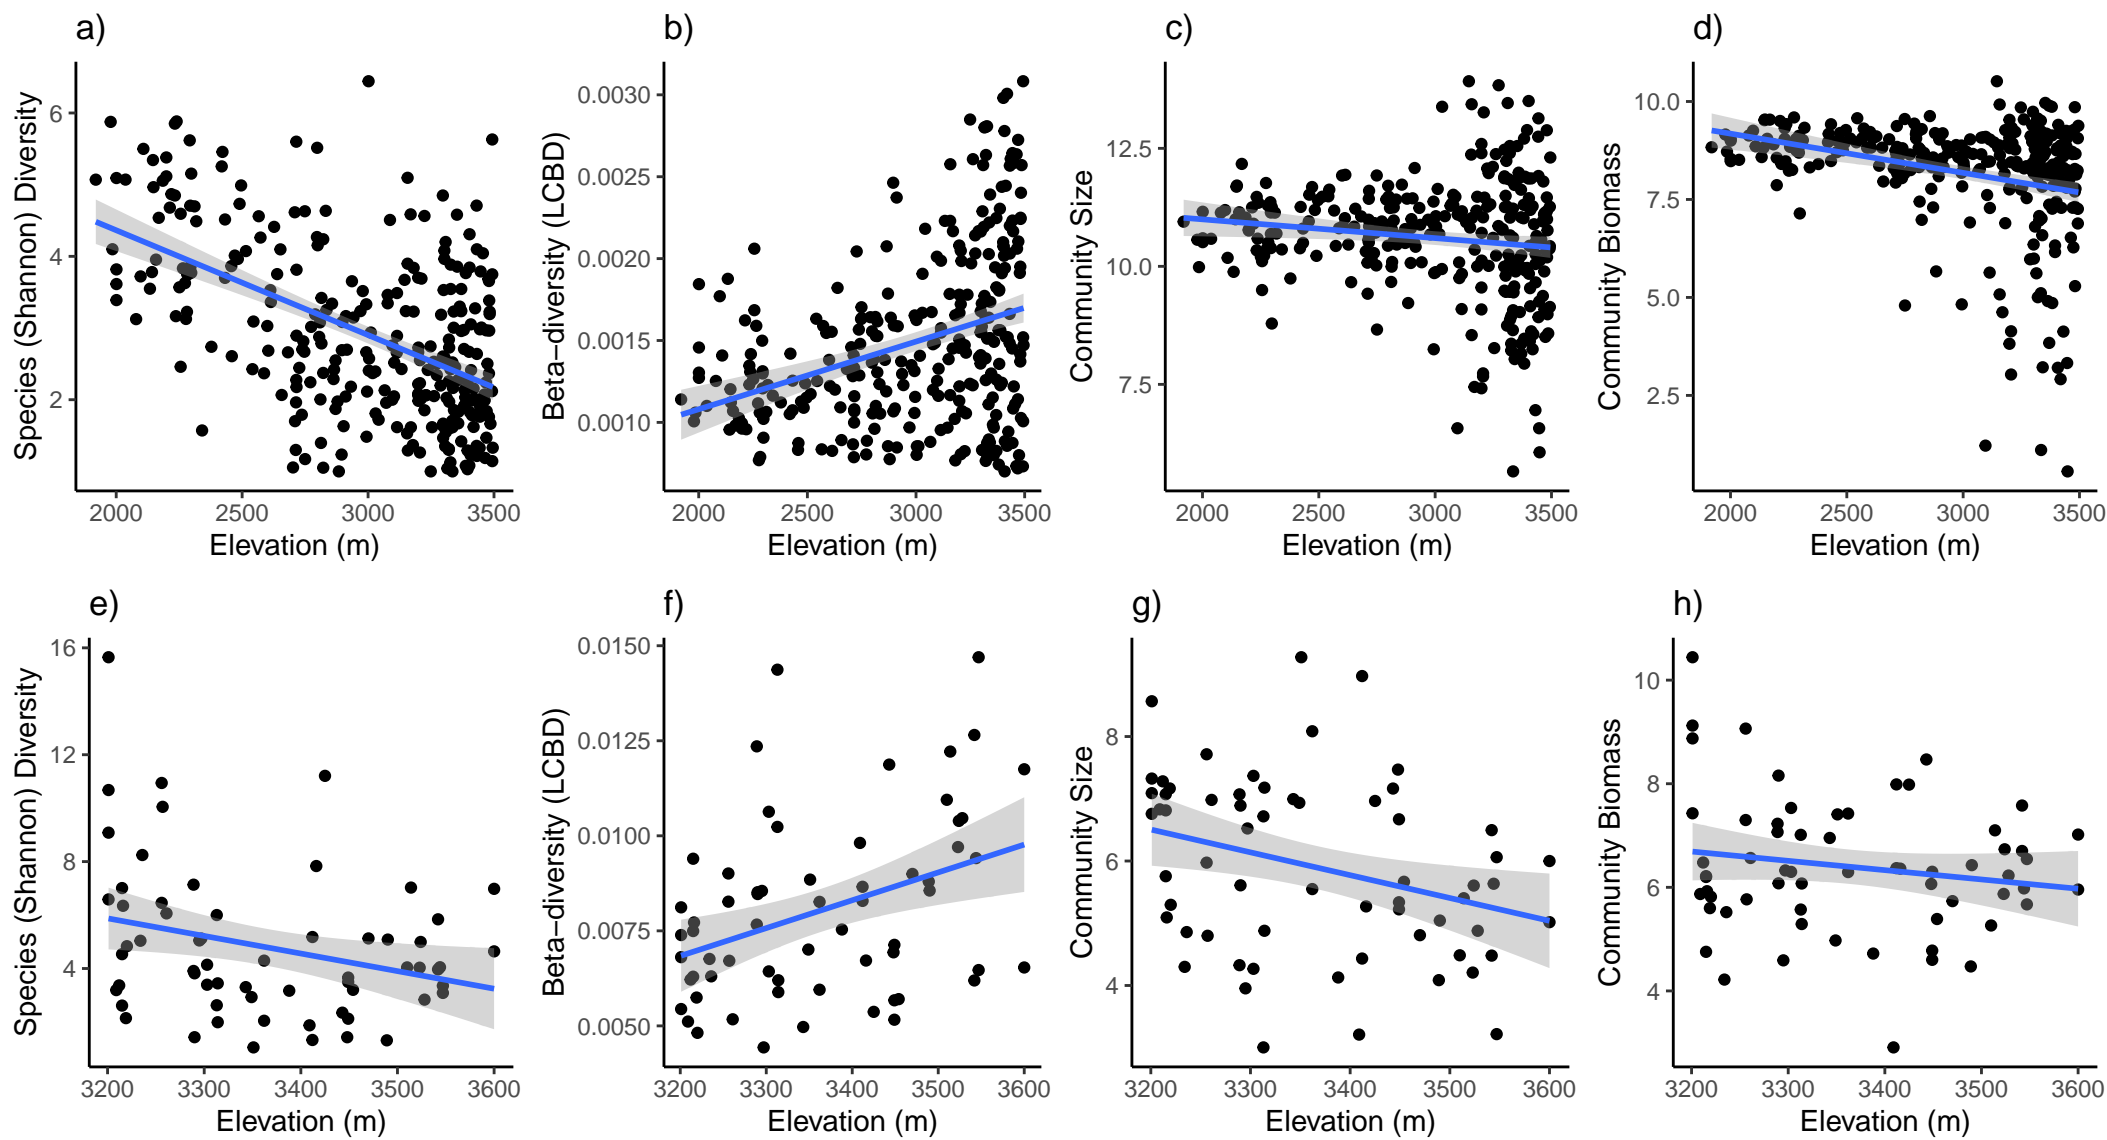 a)
Species (Shannon) Diversity
6
4
2
2000 2500 3000 3500
Elevation (m)
b)
Beta−diversity (LCBD)
0.0030
0.0025
0.0020
0.0015
0.0010
2000 2500 3000 3500
Elevation (m)
c)
Community Size
12.5
10.0
7.5
2000 2500 3000 3500
Elevation (m)
d)
Community Biomass
10.0
7.5
5.0
2.5
2000 2500 3000 3500
Elevation (m)
e)
Species (Shannon) Diversity
16
12
8
4
3200 3300 3400 3500 3600
Elevation (m)
f)
Beta−diversity (LCBD)
0.0150
0.0125
0.0100
0.0075
0.0050
3200 3300 3400 3500 3600
Elevation (m)
g)
Community Size
8
6
4
3200 3300 3400 3500 3600
Elevation (m)
h)
Community Biomass
10
8
6
4
3200 3300 3400 3500 3600
Elevation (m)